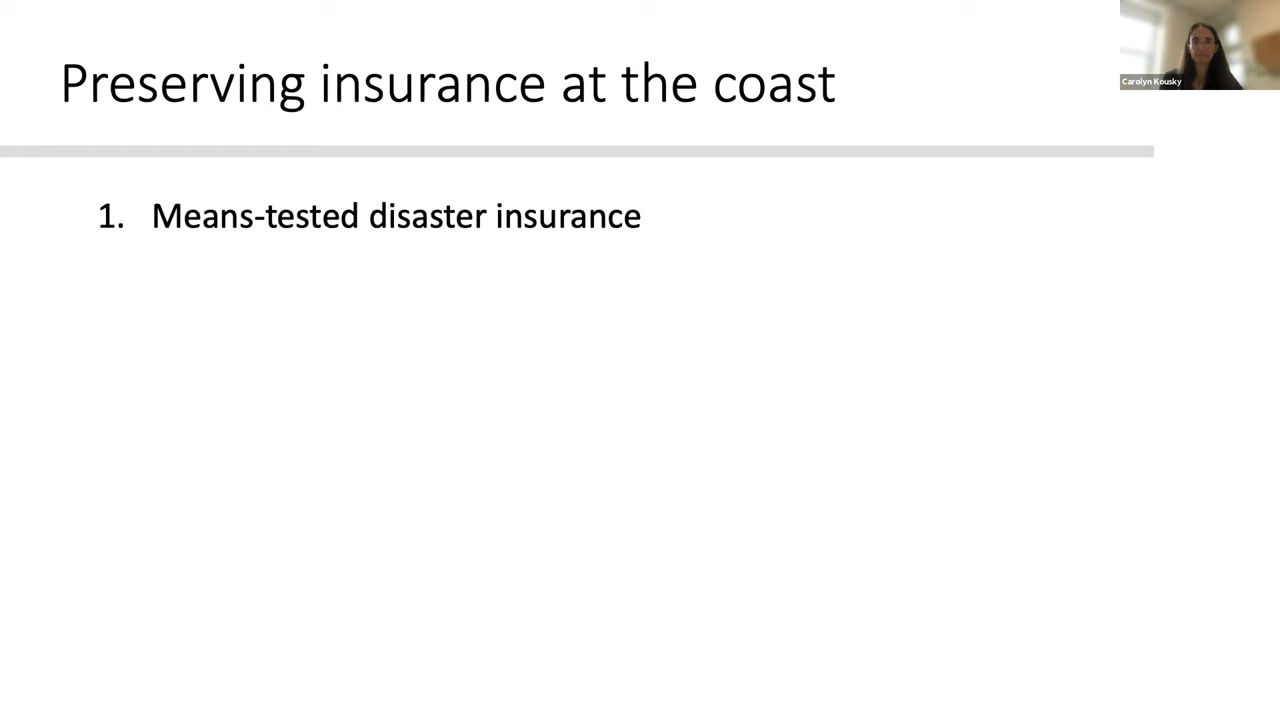 Preserving insurance at the coast
Carolyn Kousky
1. Means-tested disaster insurance